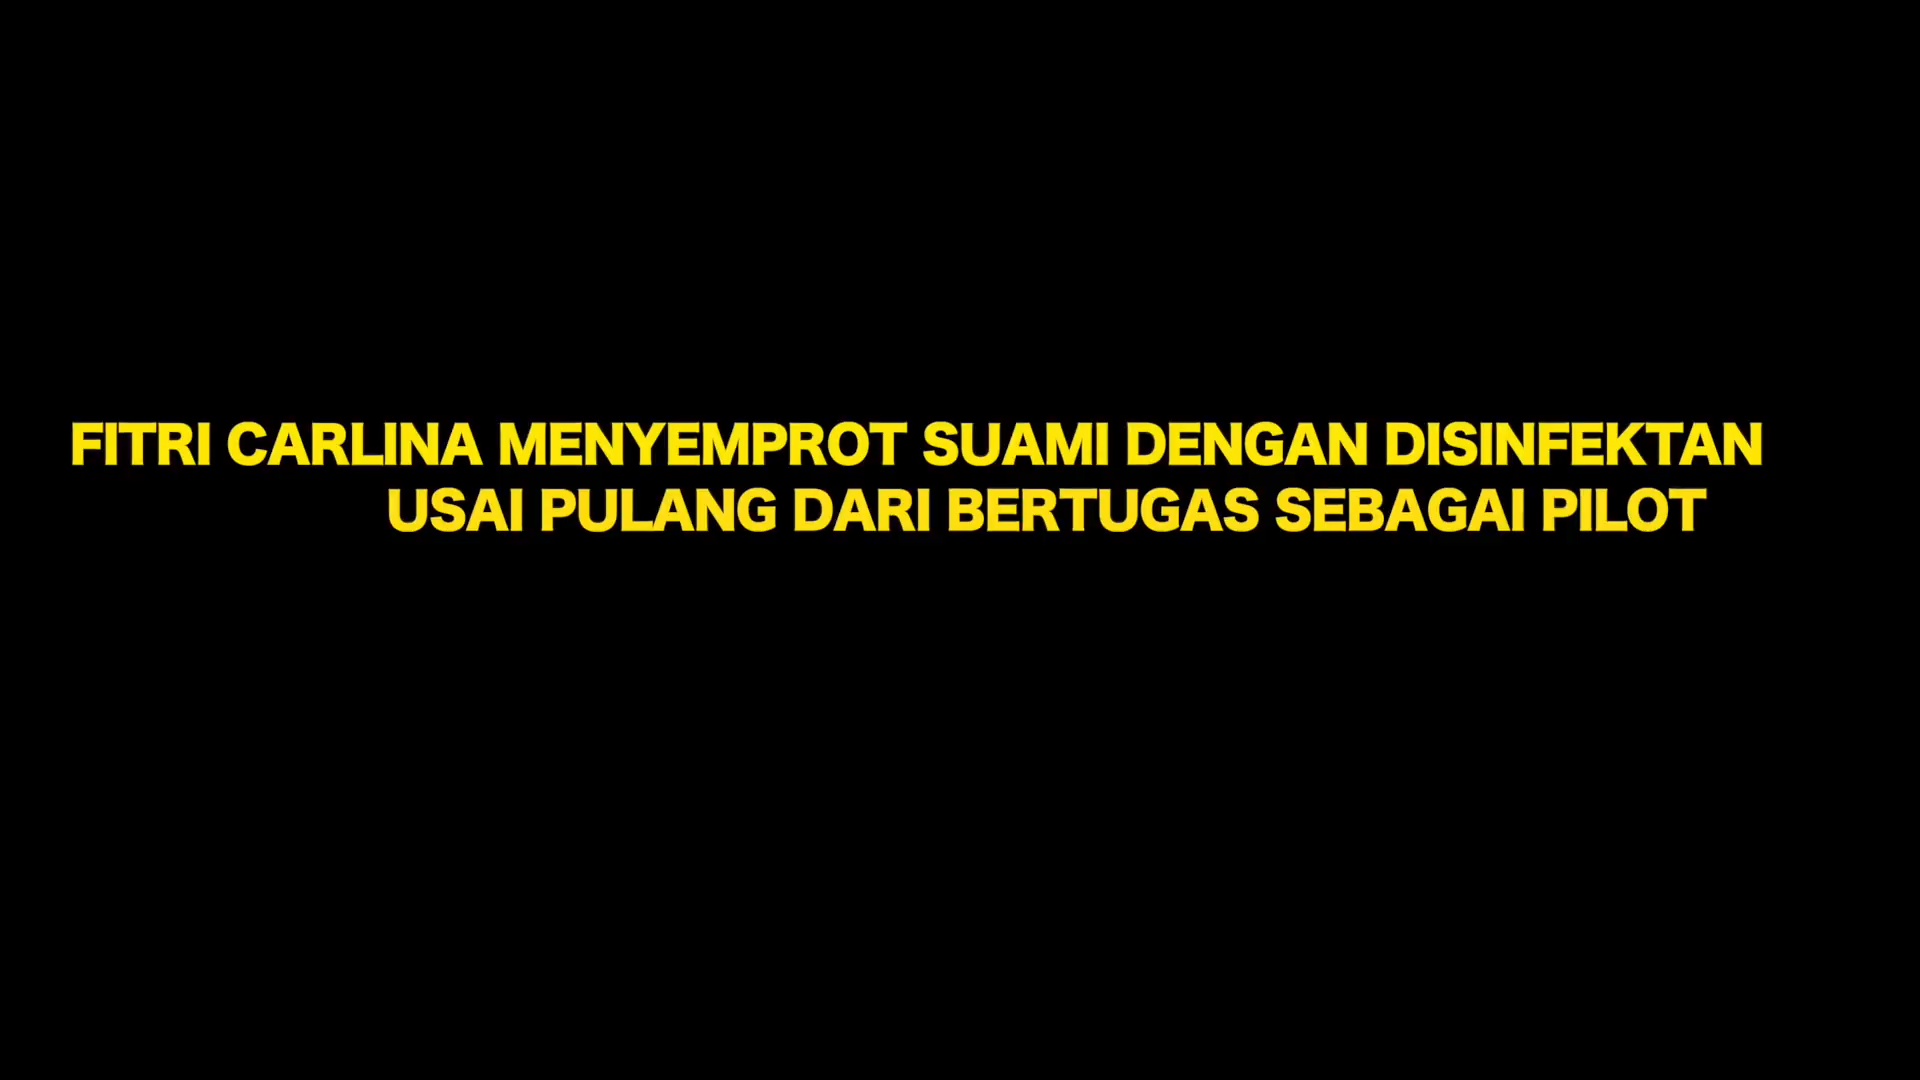 FITRI CARLINA MENYEMPROT SUAMI DENGAN DISINFEKTAN
USAI PULANG DARI BERTUGAS SEBAGAI PILOT